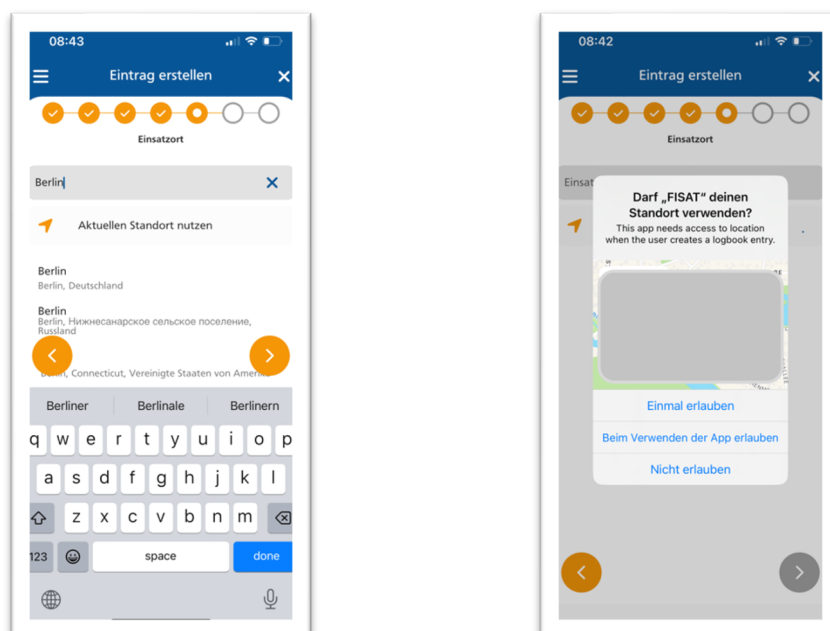 08:43
Eintrag erstellen
Einsatzort
Berlin
Aktuellen Standort nutzen
Berlin
Berlin, Deutschland
Berlin
Berlin, Нижнесанарское сельское поселение,
Russland
Connecticut, Vereinigte Staaten von
Berliner Berlinale Berlinern
q w e r t y u i o p
a s d f g h j k l
z x c v b n m
123 space done
08:42
Eintrag erstellen
Einsatzort
Darf „FISAT“ deinen
Standort verwenden?
This app needs access to location
when the user creates a logbook entry.
Einmal erlauben
Beim Verwenden der App erlauben
Nicht erlauben